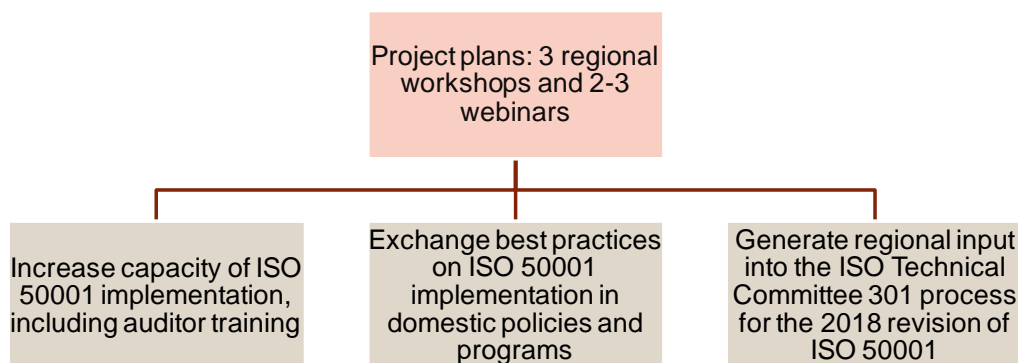 Project plans: 3 regional
workshops and 2-3
webinars
Increase capacity of ISO
50001 implementation,
including auditor training
Exchange best practices
on ISO 50001
implementation in
domestic policies and
programs
Generate regional input
into the ISO Technical
Committee 301 process
for the 2018 revision of
ISO 50001